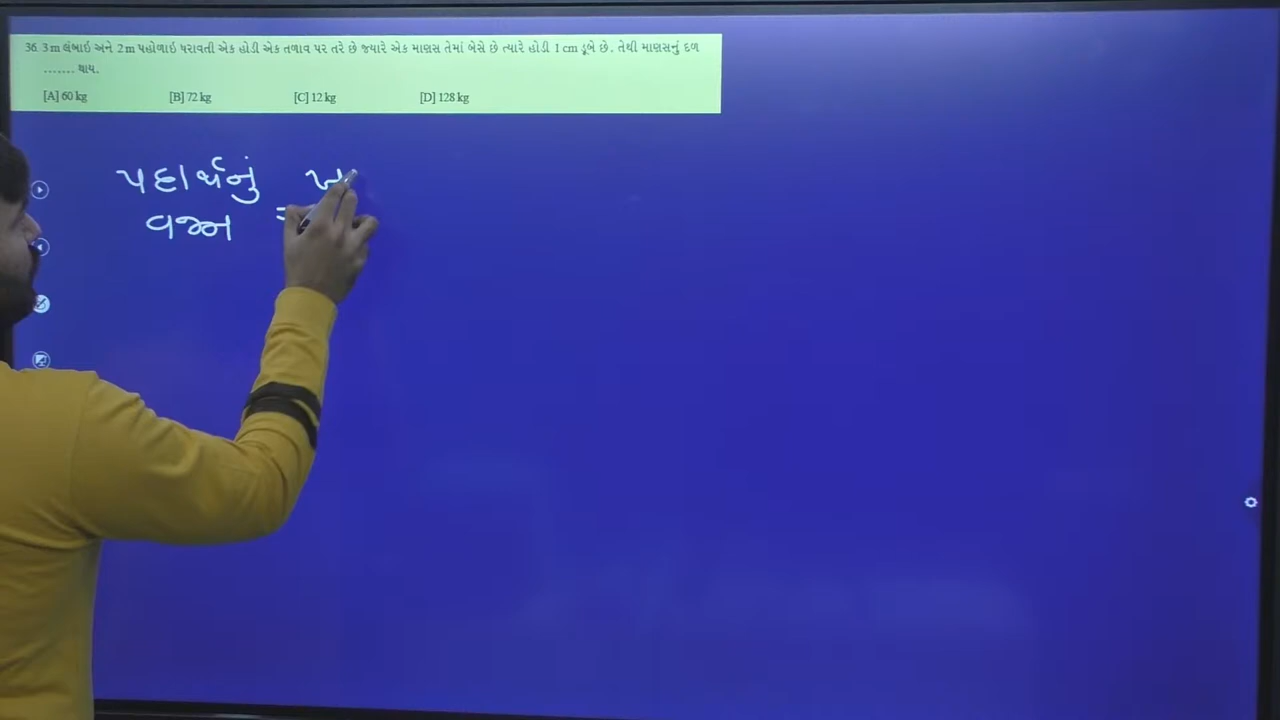 36. 3 m લંબાઇ અને 2 m પહોળાઇ ધરાવતી એક હોડી એક તળાવ પર તરે છે જ્યારે એક માણસ તેમાં બેસે છે ત્યારે હોડી 1 cm ડૂબે છે. તેથી માણસનું દળ
....... થાય.
[A] 60 kg [B] 72 kg [C] 12 kg [D] 128 kg
પદાર્થનું
વજન =